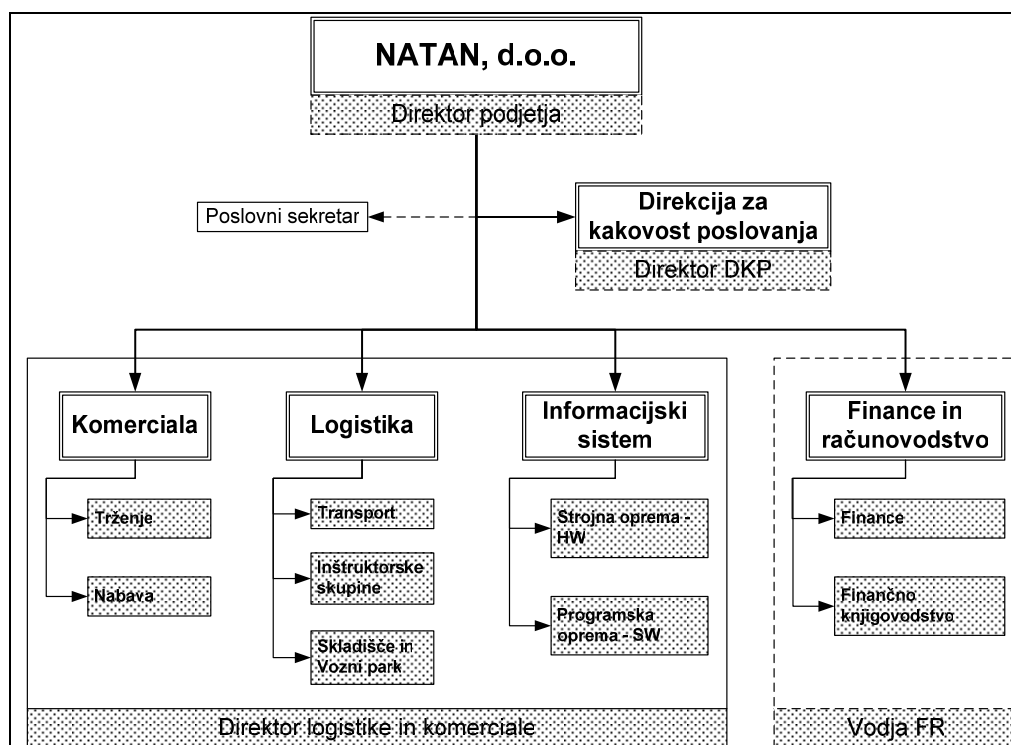 NATAN, d.o.o.
Direktor podjetja
Poslovni sekretar
Direkcija za
kakovost poslovanja
Direktor DKP
Komerciala
Logistika
Informacijski
sistem
Finance in
računovodstvo
Trženje
Nabava
Transport
Inštruktorske
skupine
Skladišče in
Vozni park
Strojna oprema -
HW
Programska
oprema - SW
Finance
Finančno
knjigovodstvo
Direktor logistike in komerciale
Vodja FR